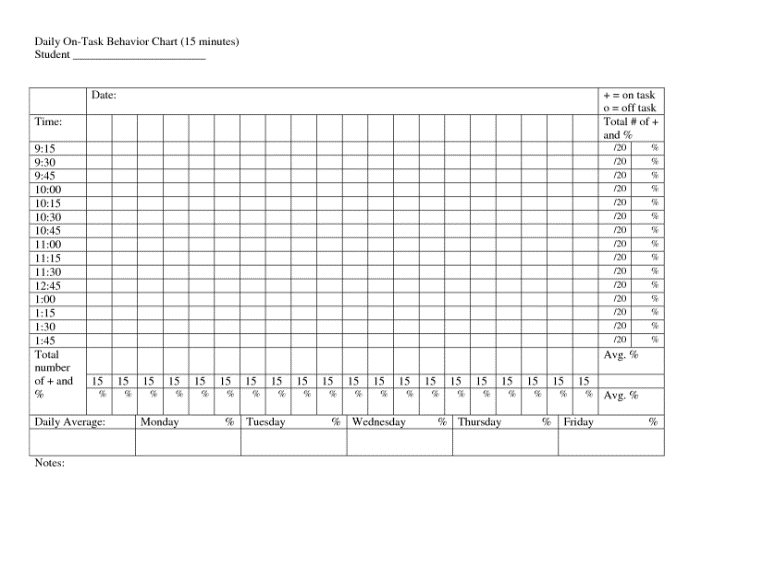 Daily On-Task Behavior Chart (15 minutes)
Student ________________________
Date:
+ = on task
o = off task
Time:
Total # of +
and %
9:15 /20 %
9:30 /20 %
9:45 /20 %
10:00 /20 %
10:15 /20 %
10:30 /20 %
10:45 /20 %
11:00 /20 %
11:15 /20 %
11:30 /20 %
12:45 /20 %
1:00 /20 %
1:15 /20 %
1:30 /20 %
1:45 /20 %
Total
number
of + and
%
Avg. %
15 15 15 15 15 15 15 15 15 15 15 15 15 15 15 15 15 15 15 15
% % % % % % % % % % % % % % % % % % % % Avg. %
Daily Average: Monday % Tuesday % Wednesday % Thursday % Friday %
Notes: